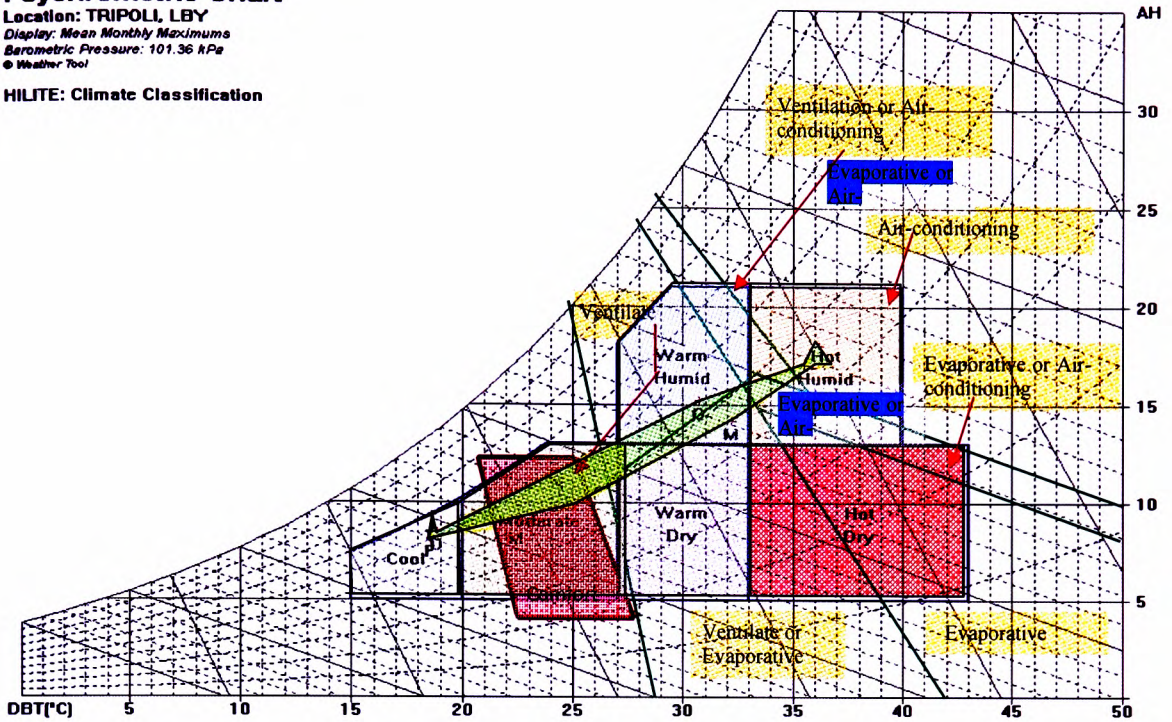 Location: TRIPOLI, LBY
Display: Mean Monthly Maximums
Barometric Pressure: 101.36 kPa
© Weather Tool
HILITE: Climate Classification
AH
30
25
20
15
10
5
Ventilation or Air-
conditioning
Evaporative or
Air-
Air-conditioning
Ventilate
Warm
Humid
Hot
Humid
Evaporative or Air-
conditioning
Evaporative or
Air-
M
Cool
Moderate
M
Warm
Dry
Hot
Dry
Comfort
Ventilate or
Evaporative
Evaporative
DBT(°C)
5
10
15
20
25
30
35
40
45
50